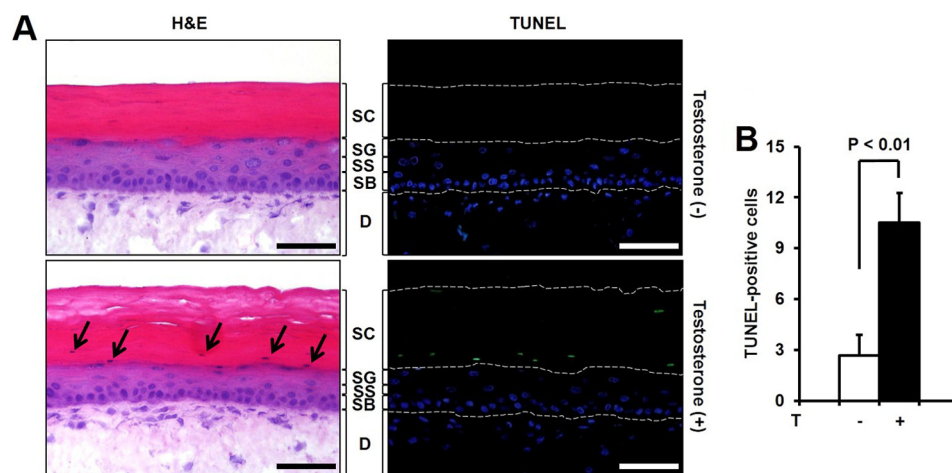 A
H&E
TUNEL
SC
SG
SS
SB
D
Testosterone (-)
SC
SG
SS
SB
D
Testosterone (+)
B
P < 0.01
TUNEL-positive cells
15
12
9
6
3
0
T
-
+